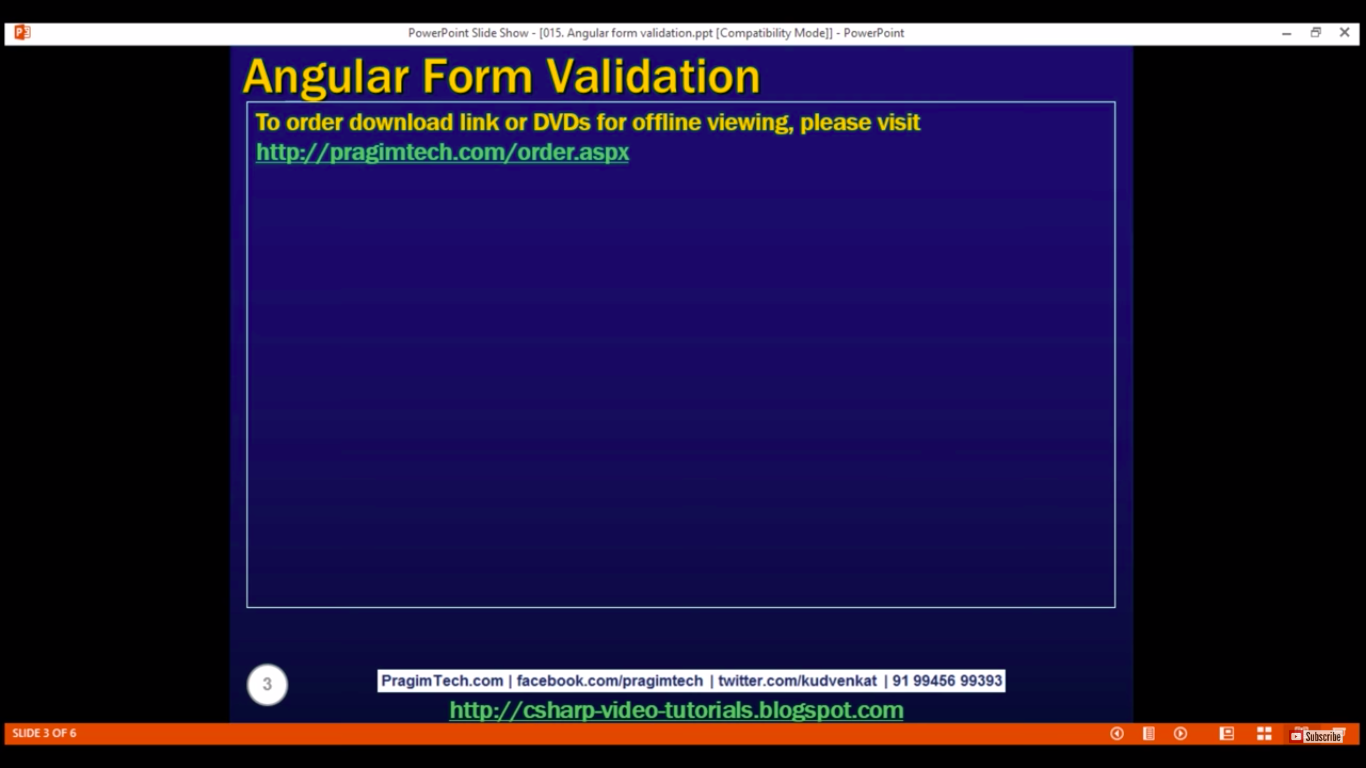 PowerPoint Slide Show - [015. Angular form validation.ppt [Compatibility Mode]] - PowerPoint
Angular Form Validation
To order download link or DVDs for offline viewing, please visit
http://pragimtech.com/order.aspx
3
PragimTech.com | facebook.com/pragimtech | twitter.com/kudvenkat | 91 99456 99393
http://csharp-video-tutorials.blogspot.com
SLIDE 3 OF 6
Subscribe